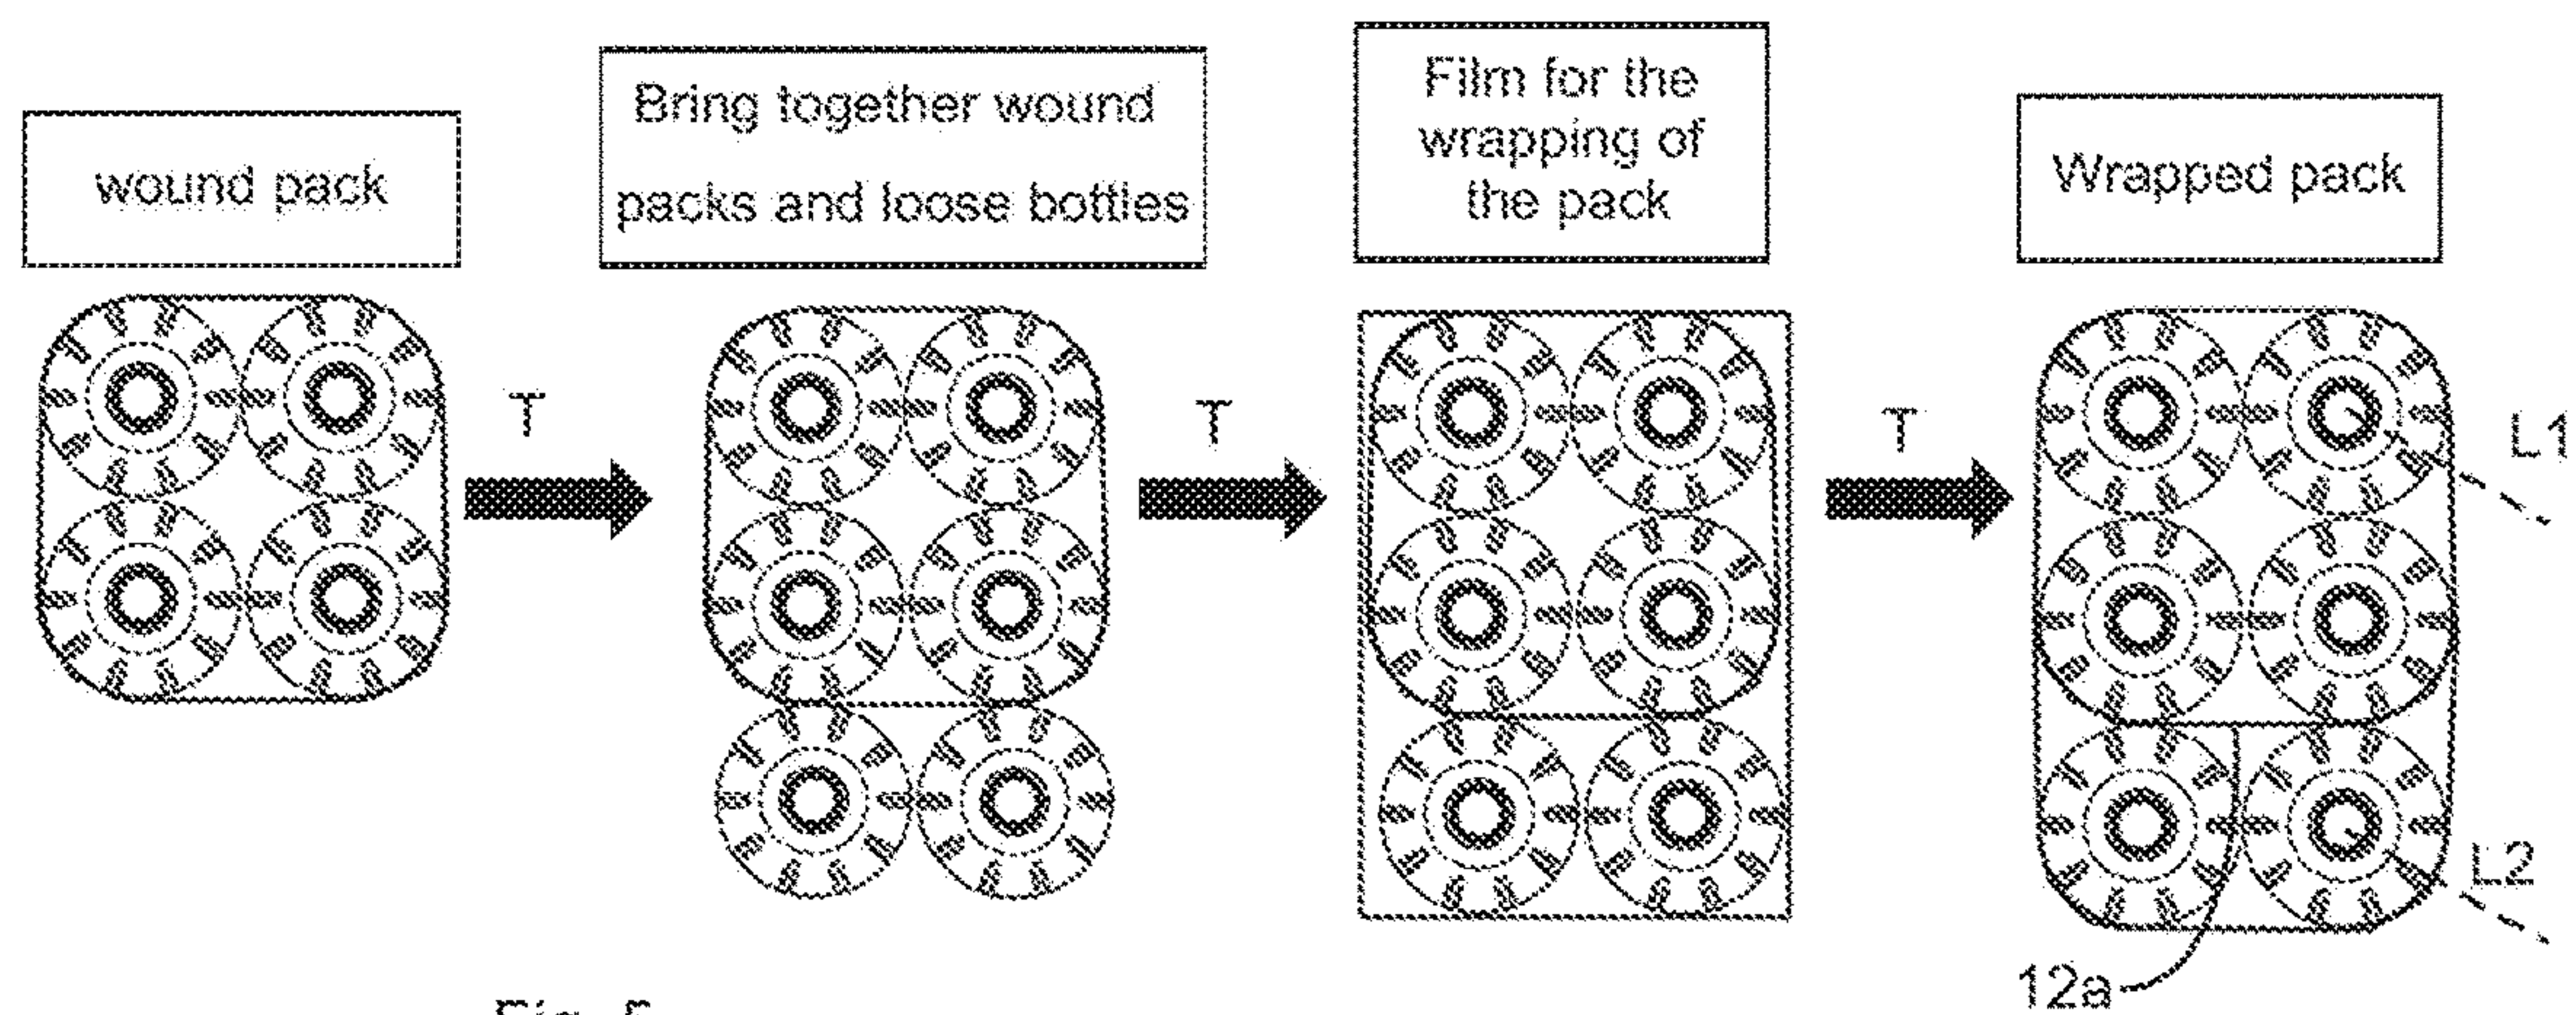 wound pack
Bring together wound
packs and loose bottles
Film for the
wrapping of
the pack
Wrapped pack
T
T
T
L1
L2
12a